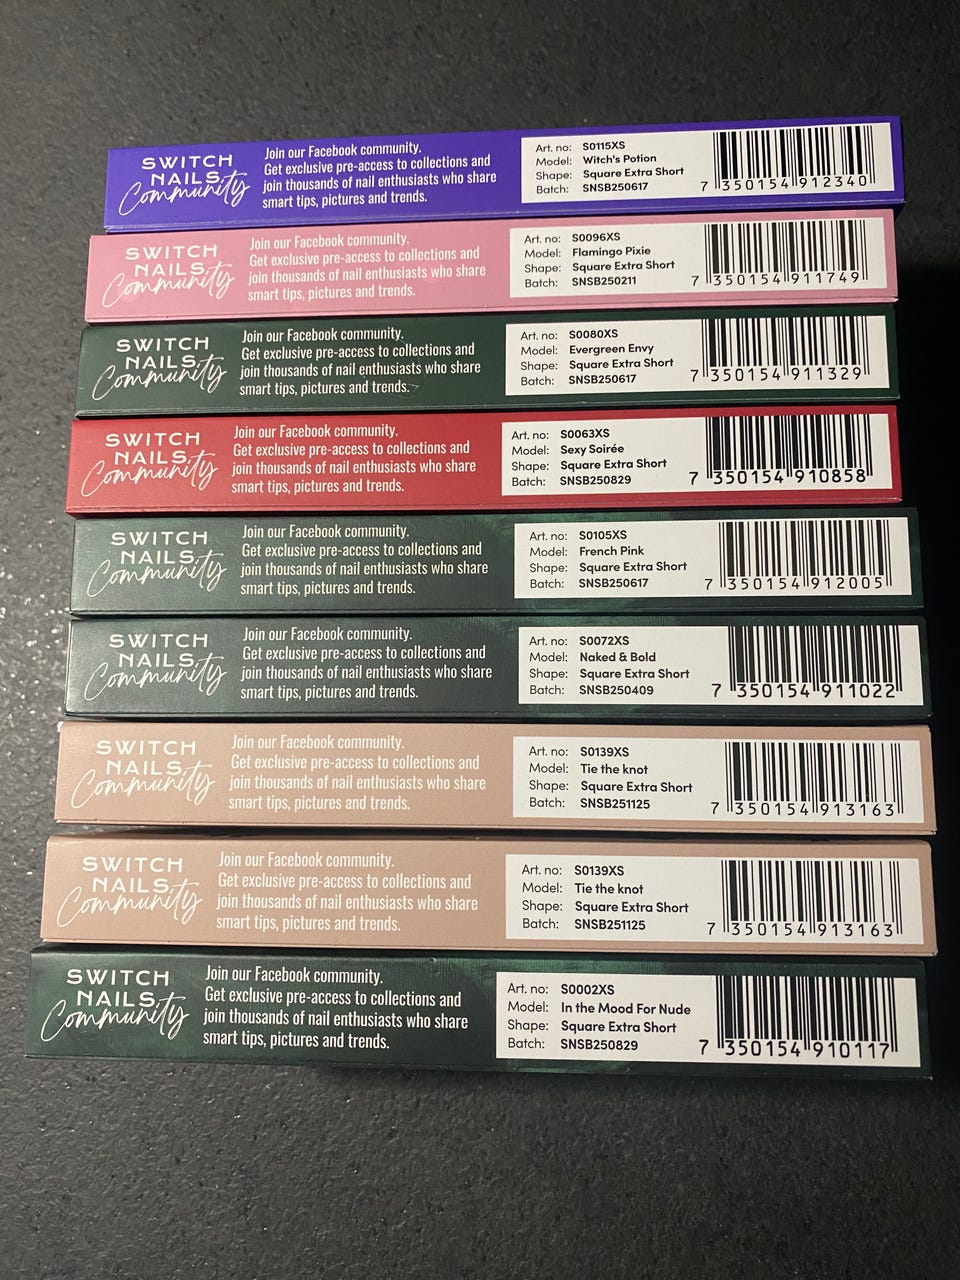 SWITCH
NAILS
Community
Join our Facebook community.
Get exclusive pre-access to collections and
join thousands of nail enthusiasts who share
smart tips, pictures and trends.
Art. no: S0115XS
Model: Witch's Potion
Shape: Square Extra Short
Batch: SNSB250617
7 350154 912340
SWITCH
NAILS
Community
Join our Facebook community.
Get exclusive pre-access to collections and
join thousands of nail enthusiasts who share
smart tips, pictures and trends.
Art. no: S0096XS
Model: Flamingo Pixie
Shape: Square Extra Short
Batch: SNSB250211
7 350154 911749
SWITCH
NAILS
Community
Join our Facebook community.
Get exclusive pre-access to collections and
join thousands of nail enthusiasts who share
smart tips, pictures and trends.
Art. no: S0080XS
Model: Evergreen Envy
Shape: Square Extra Short
Batch: SNSB250617
7 350154 911329
SWITCH
NAILS
Community
Join our Facebook community.
Get exclusive pre-access to collections and
join thousands of nail enthusiasts who share
smart tips, pictures and trends.
Art. no: S0063XS
Model: Sexy Soirée
Shape: Square Extra Short
Batch: SNSB250829
7 350154 910858
SWITCH
NAILS
Community
Join our Facebook community.
Get exclusive pre-access to collections and
join thousands of nail enthusiasts who share
smart tips, pictures and trends.
Art. no: S0105XS
Model: French Pink
Shape: Square Extra Short
Batch: SNSB250617
7 350154 912005
SWITCH
NAILS
Community
Join our Facebook community.
Get exclusive pre-access to collections and
join thousands of nail enthusiasts who share
smart tips, pictures and trends.
Art. no: S0072XS
Model: Naked & Bold
Shape: Square Extra Short
Batch: SNSB250409
7 350154 911022
SWITCH
NAILS
Community
Join our Facebook community.
Get exclusive pre-access to collections and
join thousands of nail enthusiasts who share
smart tips, pictures and trends.
Art. no: S0139XS
Model: Tie the knot
Shape: Square Extra Short
Batch: SNSB251125
7 350154 913163
SWITCH
NAILS
Community
Join our Facebook community.
Get exclusive pre-access to collections and
join thousands of nail enthusiasts who share
smart tips, pictures and trends.
Art. no: S0139XS
Model: Tie the knot
Shape: Square Extra Short
Batch: SNSB251125
7 350154 913163
SWITCH
NAILS
Community
Join our Facebook community.
Get exclusive pre-access to collections and
join thousands of nail enthusiasts who share
smart tips, pictures and trends.
Art. no: S0002XS
Model: In the Mood For Nude
Shape: Square Extra Short
Batch: SNSB250829
7 350154 910117